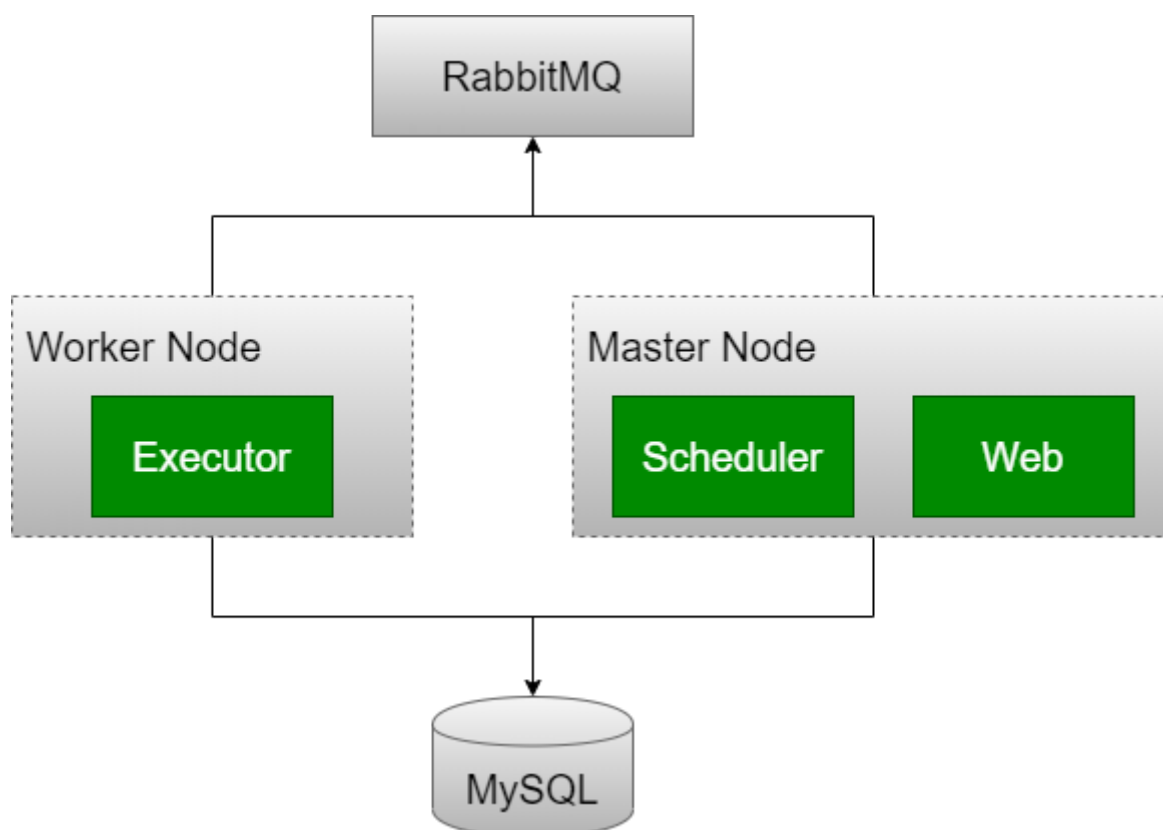 RabbitMQ
Worker Node
Master Node
Executor
Scheduler
Web
MySQL